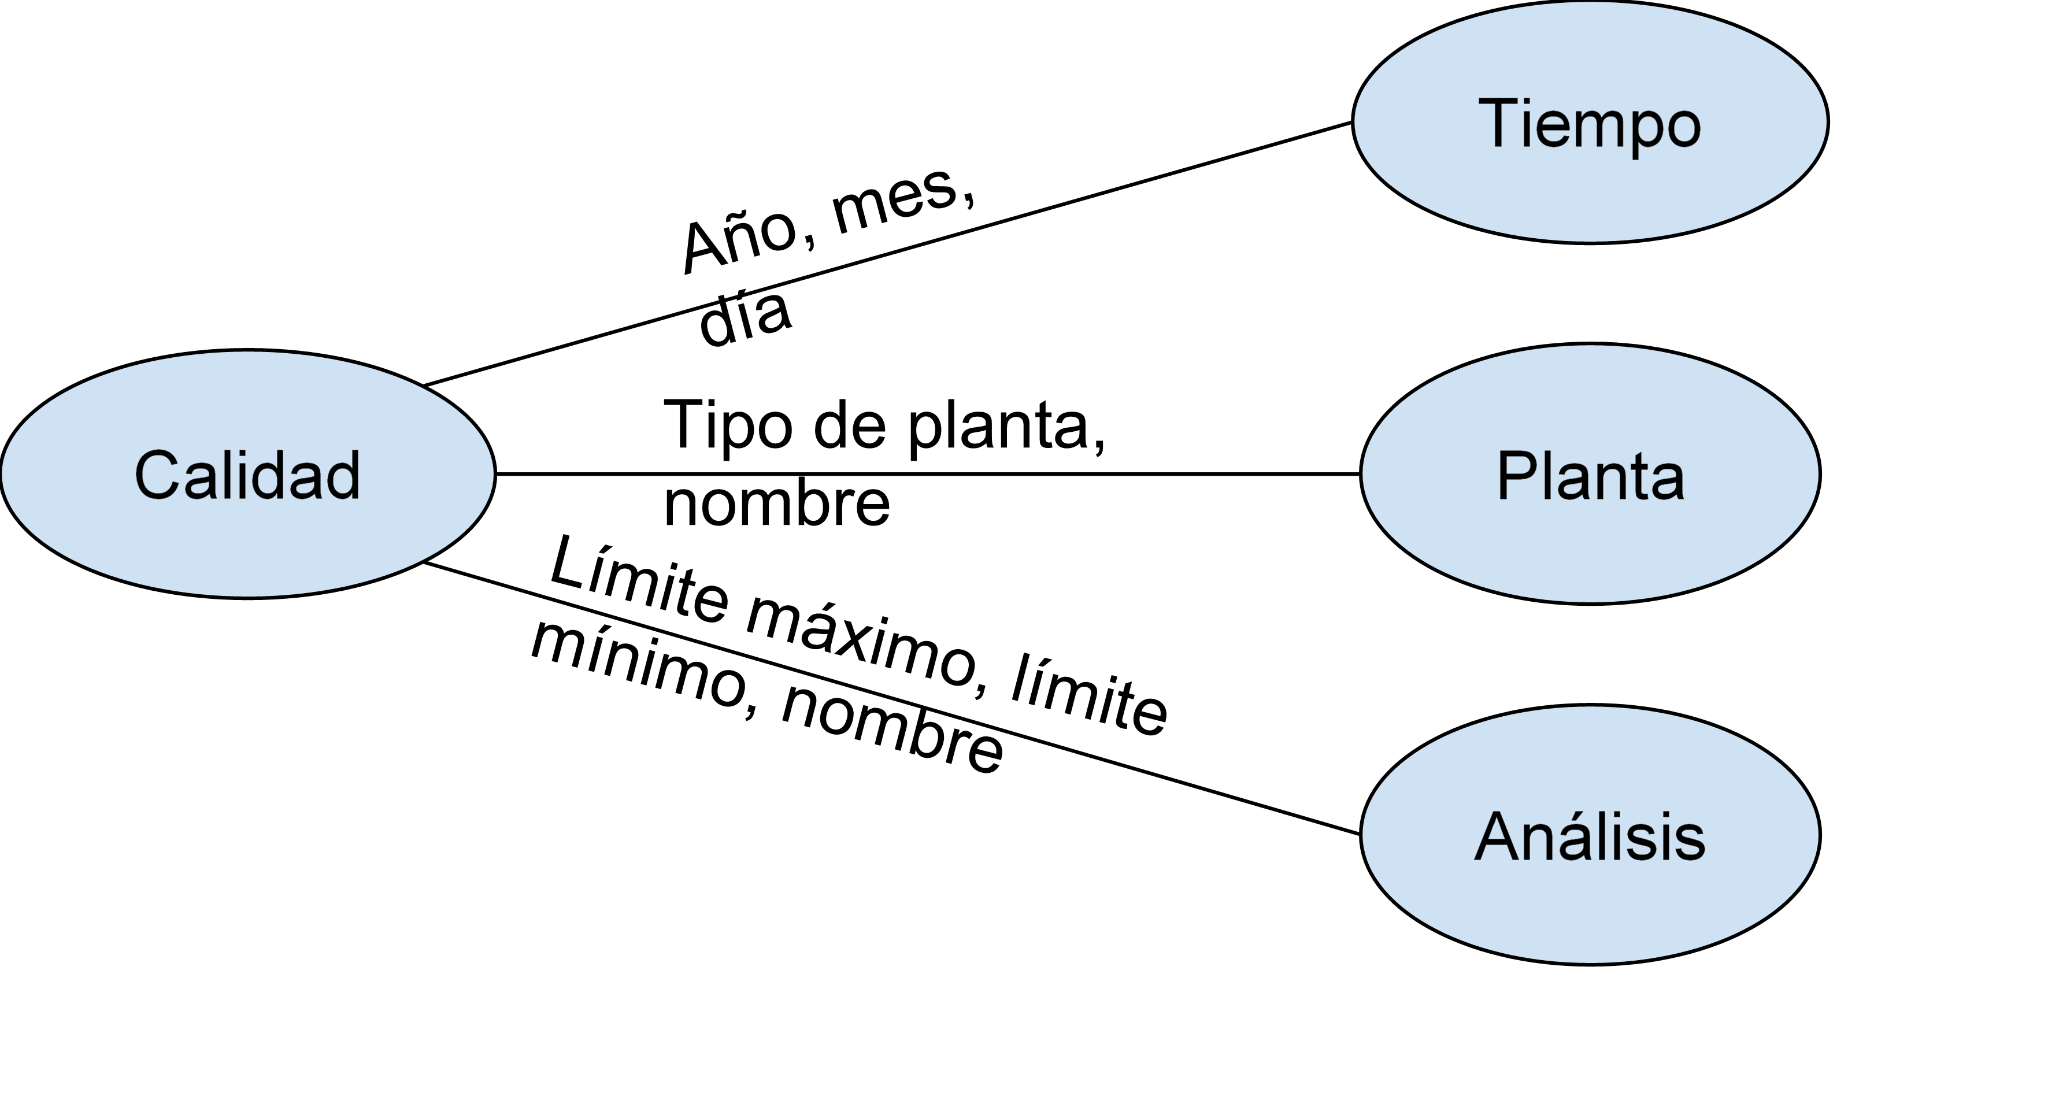 Tiempo
Año, mes,
día
Calidad
Tipo de planta,
nombre
Planta
Límite máximo, límite
mínimo, nombre
Análisis